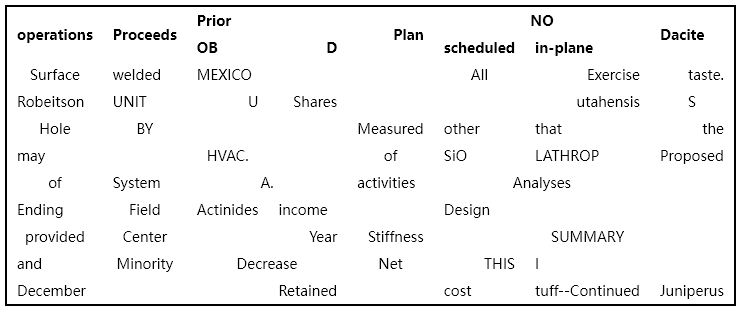 Prior NO
operations Proceeds Plan Dacite
OB D scheduled in-plane
Surface welded MEXICO All Exercise taste.
Robeitson UNIT U Shares utahensis S
Hole BY Measured other that the
may HVAC. of SiO LATHROP Proposed
of System A. activities Analyses
Ending Field Actinides income Design
provided Center Year Stiffness SUMMARY
and Minority Decrease Net THIS I
December Retained cost tuff--Continued Juniperus